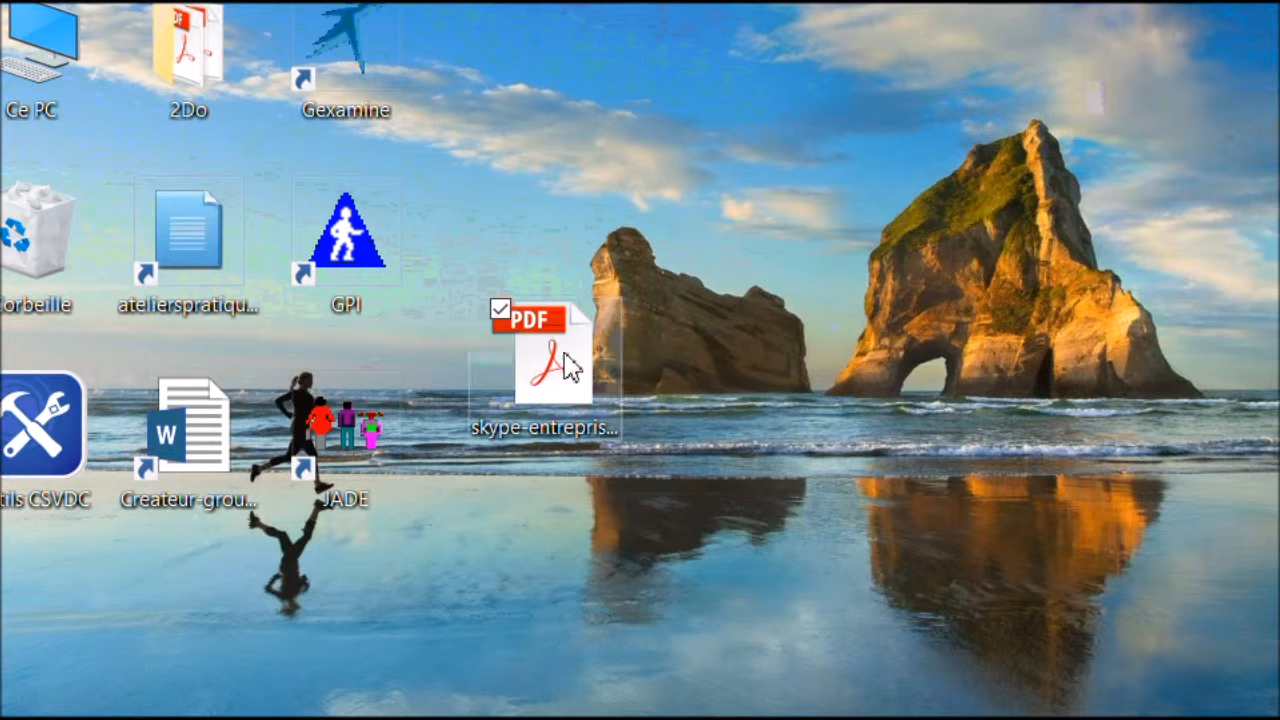 Ce PC
2Do
Gexamine
orbeille
atelierspratiqu...
GPI
PDF
skype-entrepris...
W
tils CSVDC
Createur-grou...
JADE